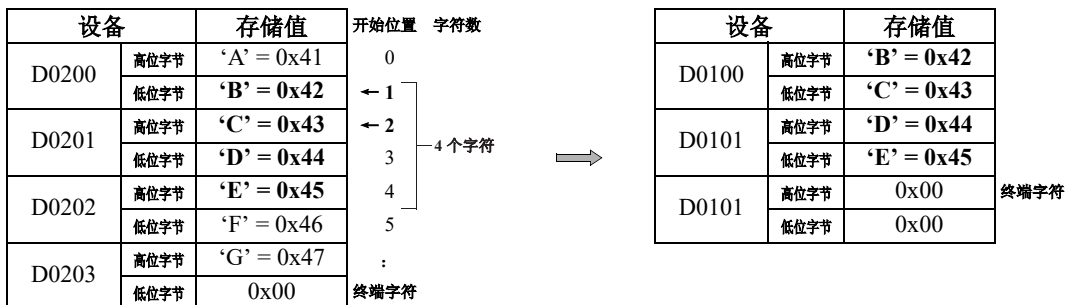 设备 存储值 开始位置 字符数
D0200 高位字节 ‘A’ = 0x41 0
低位字节 ‘B’ = 0x42 ← 1
D0201 高位字节 ‘C’ = 0x43 ← 2
低位字节 ‘D’ = 0x44 3
4 个字符
D0202 高位字节 ‘E’ = 0x45 4
低位字节 ‘F’ = 0x46 5
D0203 高位字节 ‘G’ = 0x47 :
低位字节 0x00 终端字符
设备 存储值
D0100 高位字节 ‘B’ = 0x42
低位字节 ‘C’ = 0x43
D0101 高位字节 ‘D’ = 0x44
低位字节 ‘E’ = 0x45
D0101 高位字节 0x00 终端字符
低位字节 0x00